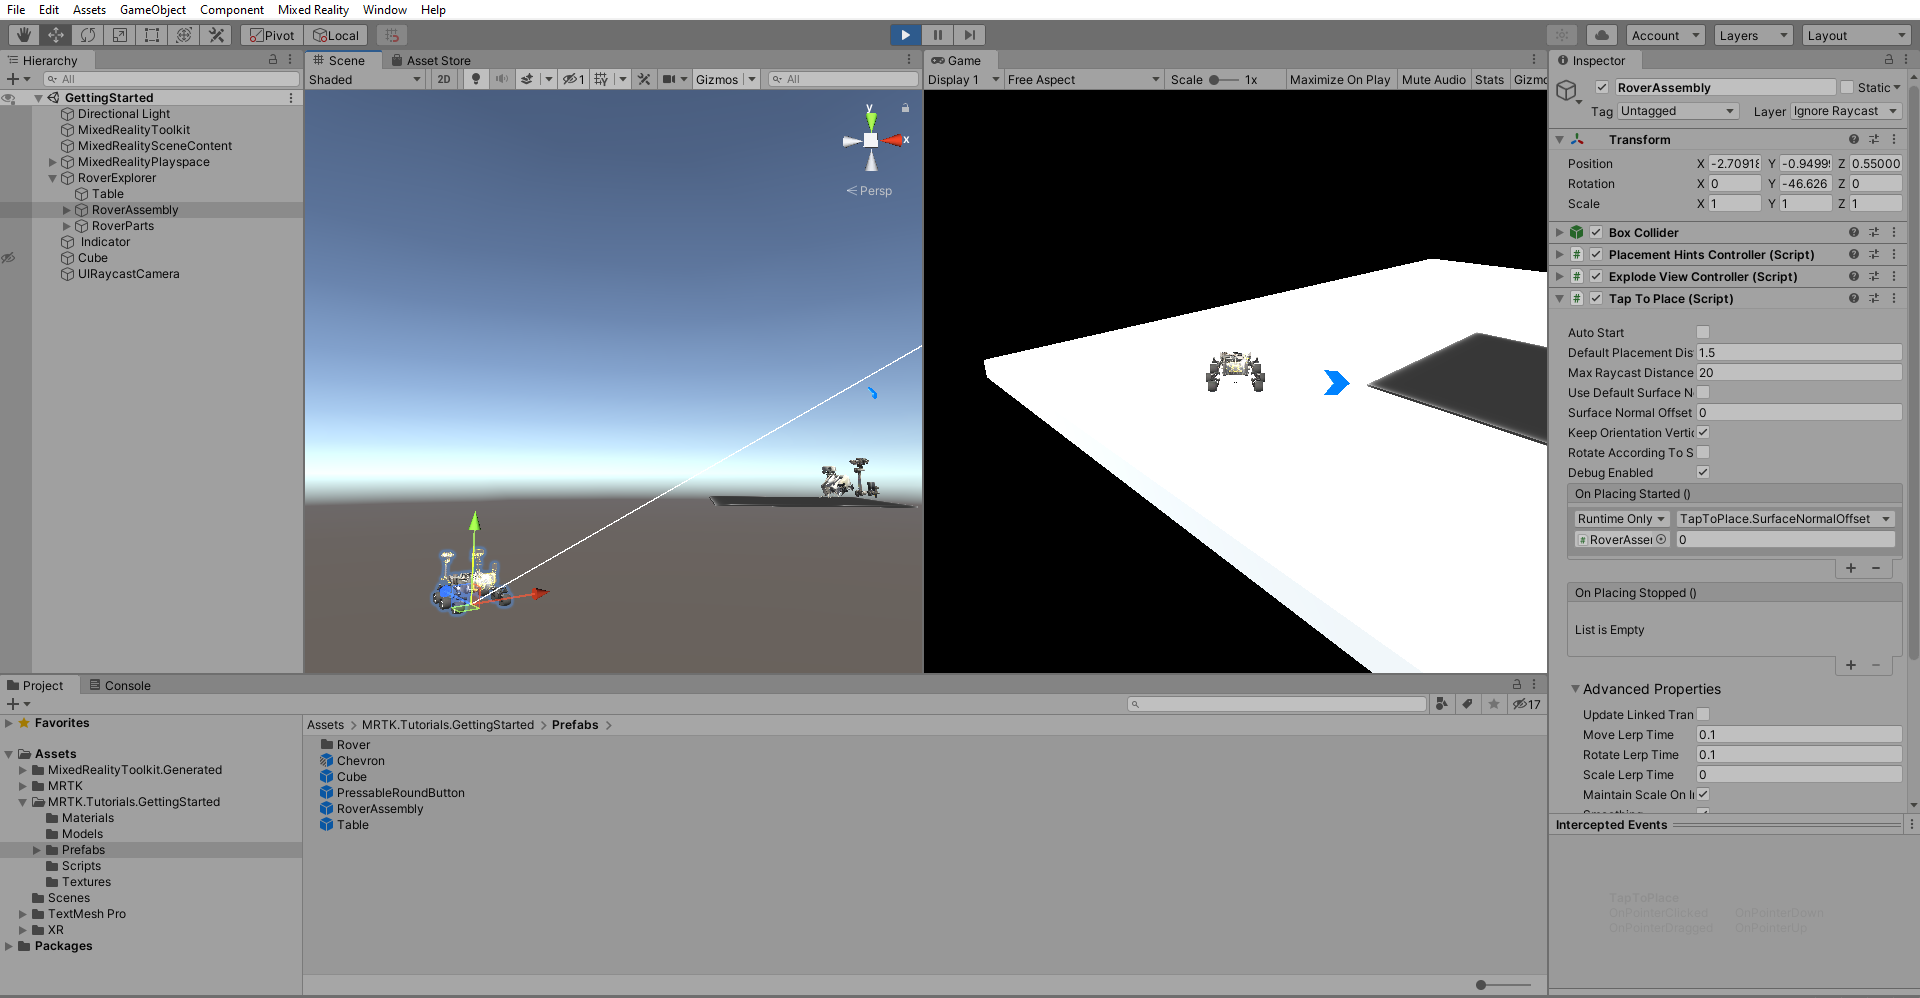 File Edit Assets GameObject Component Mixed Reality Window Help
Pivot Local Account Layers Layout
Hierarchy
All
GettingStarted
Directional Light
MixedRealityToolkit
MixedRealitySceneContent
MixedRealityPlayspace
RoverExplorer
Table
RoverAssembly
RoverParts
Indicator
Cube
UIRaycastCamera
Scene Asset Store
Shaded 2D 1 Gizmos All
y
x
Persp
Game
Display 1 Free Aspect Scale 1x Maximize On Play Mute Audio Stats Gizmo
Inspector
RoverAssembly Static
Tag Untagged Layer Ignore Raycast
Transform
Position X -2.70918 Y -0.9499 Z 0.55000
Rotation X 0 Y -46.626 Z 0
Scale X 1 Y 1 Z 1
Box Collider
Placement Hints Controller (Script)
Explode View Controller (Script)
Tap To Place (Script)
Auto Start
Default Placement Dis 1.5
Max Raycast Distance 20
Use Default Surface N
Surface Normal Offset 0
Keep Orientation Vertic
Rotate According To S
Debug Enabled
On Placing Started ()
Runtime Only TapToPlace.SurfaceNormalOffset
RoverAsse 0
+ −
On Placing Stopped ()
List is Empty
+ −
Advanced Properties
Update Linked Tran
Move Lerp Time 0.1
Rotate Lerp Time 0.1
Scale Lerp Time 0
Maintain Scale On I
Intercepted Events
TapToPlace
OnPointerClicked OnPointerDown
OnPointerDragged OnPointerUp
Project Console
17
Favorites
Assets
MixedRealityToolkit.Generated
MRTK
MRTK.Tutorials.GettingStarted
Materials
Models
Prefabs
Scripts
Textures
Scenes
TextMesh Pro
XR
Packages
Assets > MRTK.Tutorials.GettingStarted > Prefabs >
Rover
Chevron
Cube
PressableRoundButton
RoverAssembly
Table